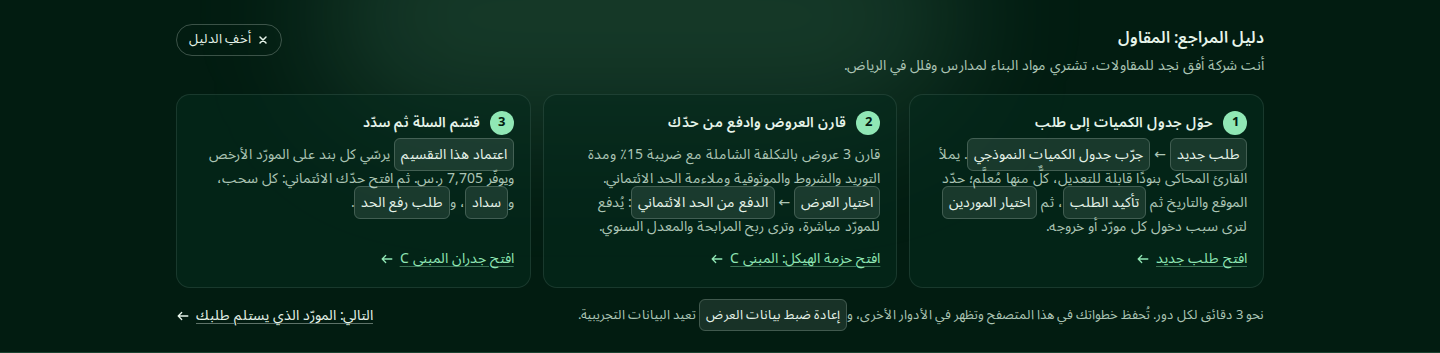 دليل المراجع: المقاول
× أخفِ الدليل
أنت شركة أفق نجد للمقاولات، تشتري مواد البناء لمدارس وفلل في الرياض.
1 حوّل جدول الكميات إلى طلب
طلب جديد ← جرّب جدول الكميات النموذجي. يملأ
القارئ المحاكى بنودًا قابلة للتعديل، كلٌّ منها مُعلَّم؛ حدّد
الموقع والتاريخ ثم تأكيد الطلب، ثم اختيار الموردين
لترى سبب دخول كل مورّد أو خروجه.
افتح طلب جديد ←
2 قارن العروض وادفع من حدّك
قارن 3 عروض بالتكلفة الشاملة مع ضريبة 15٪ ومدة
التوريد والشروط والموثوقية وملاءمة الحد الائتماني.
اختيار العرض ← الدفع من الحد الائتماني: يُدفع
للمورّد مباشرة، وترى ربح المرابحة والمعدل السنوي.
افتح حزمة الهيكل: المبنى C ←
3 قسّم السلة ثم سدّد
اعتماد هذا التقسيم يرسّي كل بند على المورّد الأرخص
ويوفّر 7,705 ر.س. ثم افتح حدّك الائتماني: كل سحب،
وسداد، وطلب رفع الحد.
افتح جدران المبنى C ←
نحو 3 دقائق لكل دور. تُحفظ خطواتك في هذا المتصفح وتظهر في الأدوار الأخرى، وإعادة ضبط بيانات العرض تعيد البيانات التجريبية.
التالي: المورّد الذي يستلم طلبك ←